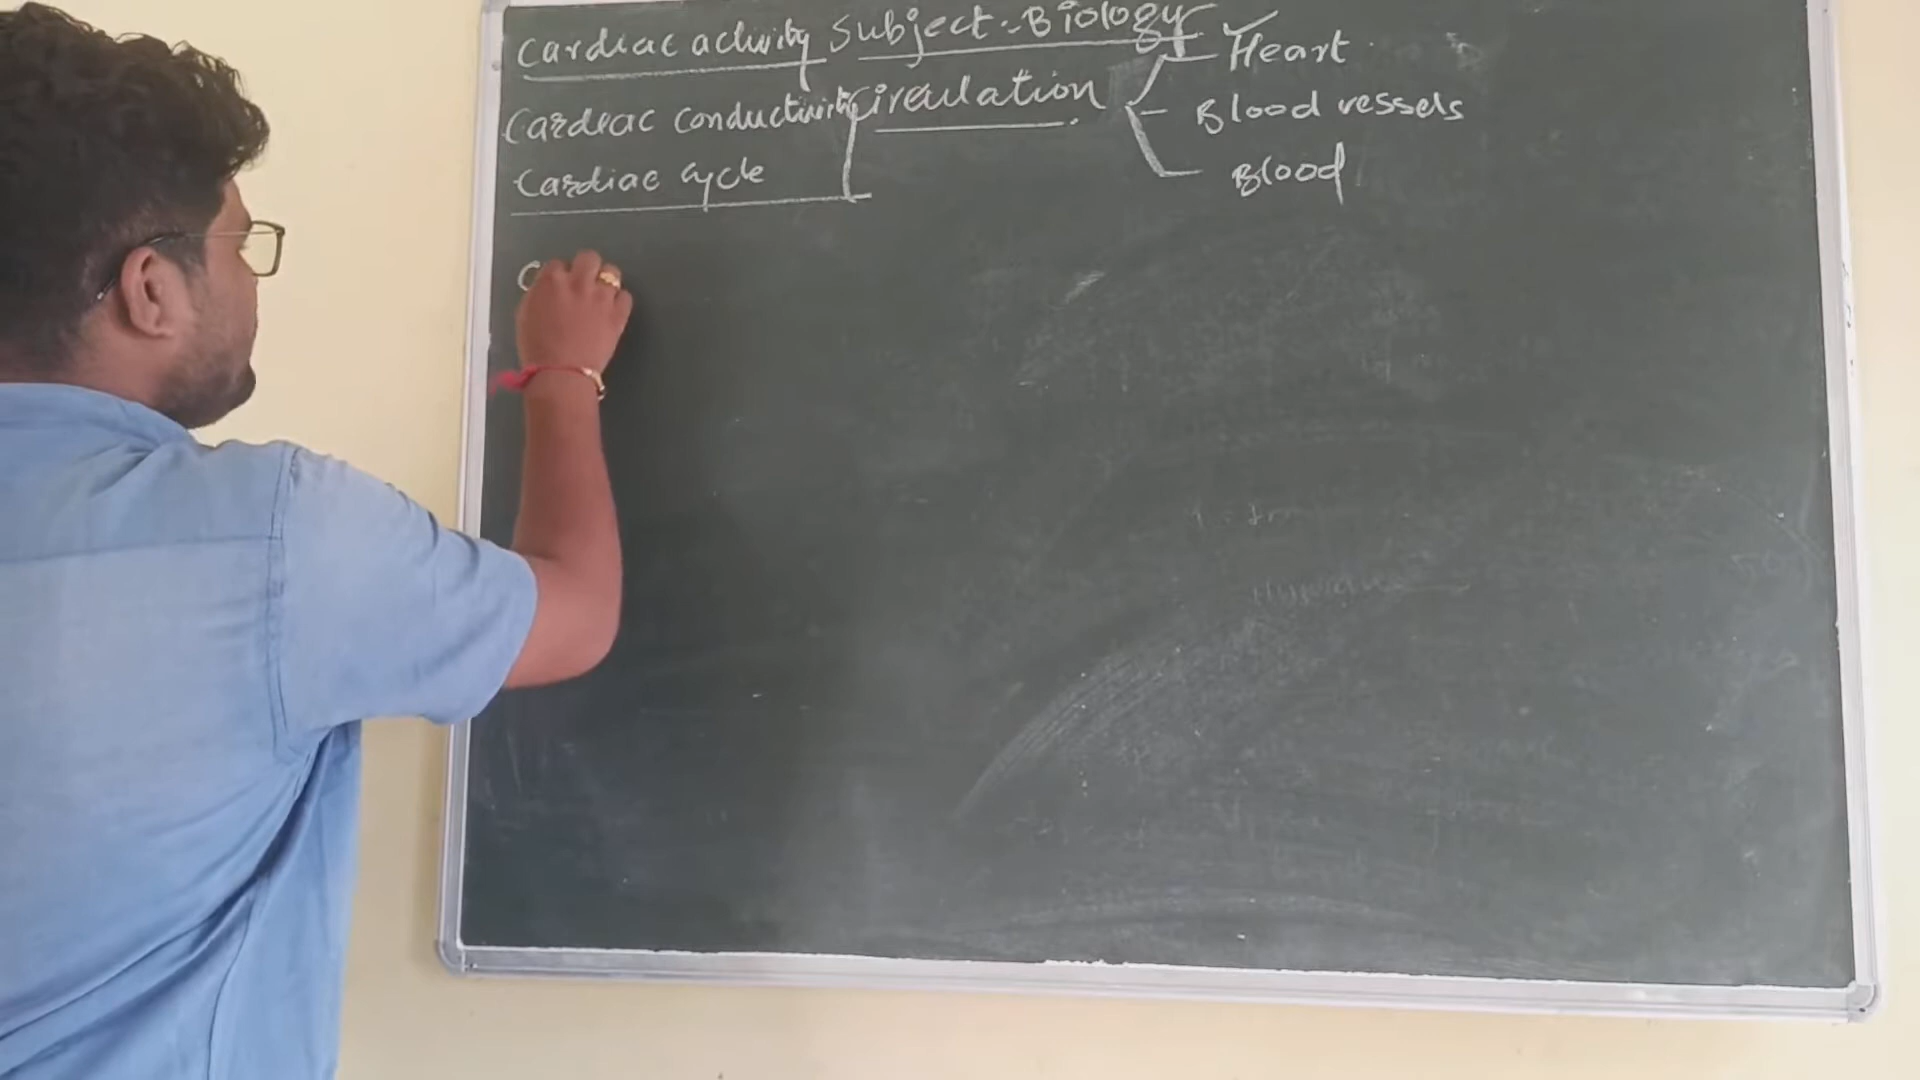 Cardiac activity Subject:-Biology
Heart
Cardiac conductivity Circulation
Blood vessels
Cardiac cycle
Blood
C